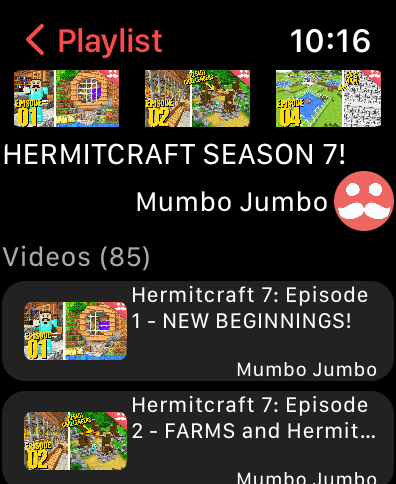 Playlist
10:16
EPISODE 01
EPISODE 02
EPISODE 04
HERMITCRAFT SEASON 7!
Mumbo Jumbo
Videos (85)
EPISODE 01
Hermitcraft 7: Episode
1 - NEW BEGINNINGS!
Mumbo Jumbo
EPISODE 02
Hermitcraft 7: Episode
2 - FARMS and Hermit...
Mumbo Jumbo